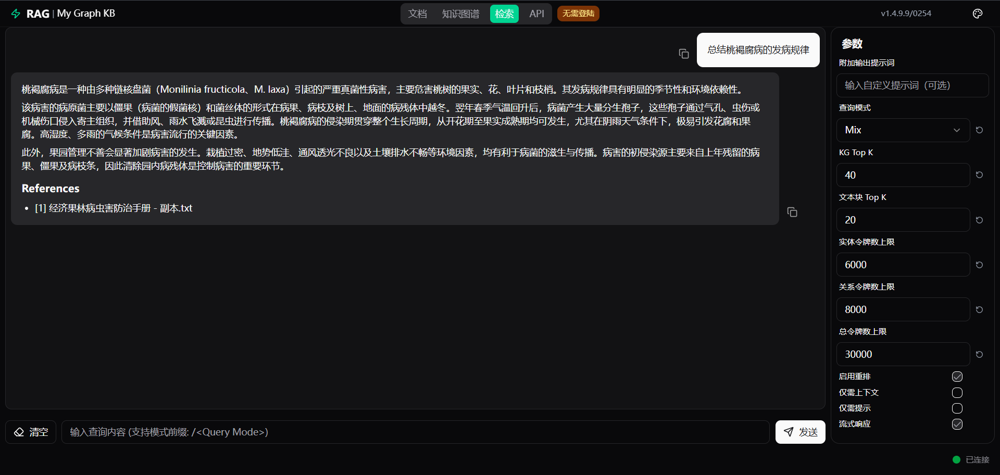 RAG | My Graph KB
文档 知识图谱 检索 API 无需登陆
v1.4.9.9/0254
总结桃褐腐病的发病规律
桃褐腐病是一种由多种链核盘菌（Monilinia fructicola、M. laxa）引起的严重真菌性病害，主要危害桃树的果实、花、叶片和枝梢。其发病规律具有明显的季节性和环境依赖性。
该病害的病原菌主要以僵果（病菌的假菌核）和菌丝体的形式在病果、病枝及树上、地面的病残体中越冬。翌年春季气温回升后，病菌产生大量分生孢子，这些孢子通过气孔、虫伤或
机械伤口侵入寄主组织，并借助风、雨水飞溅或昆虫进行传播。桃褐腐病的侵染期贯穿整个生长周期，从开花期至果实成熟期均可发生，尤其在阴雨天气条件下，极易引发花腐和果
腐。高湿度、多雨的气候条件是病害流行的关键因素。
此外，果园管理不善会显著加剧病害的发生。栽植过密、地势低洼、通风透光不良以及土壤排水不畅等环境因素，均有利于病菌的滋生与传播。病害的初侵染源主要来自上年残留的病
果、僵果及病枝条，因此清除园内病残体是控制病害的重要环节。
References
• [1] 经济果林病虫害防治手册 - 副本.txt
清空
输入查询内容 (支持模式前缀: /<Query Mode>)
发送
参数
附加输出提示词
输入自定义提示词（可选）
查询模式
Mix
KG Top K
40
文本块 Top K
20
实体令牌数上限
6000
关系令牌数上限
8000
总令牌数上限
30000
启用重排
仅需上下文
仅需提示
流式响应
已连接